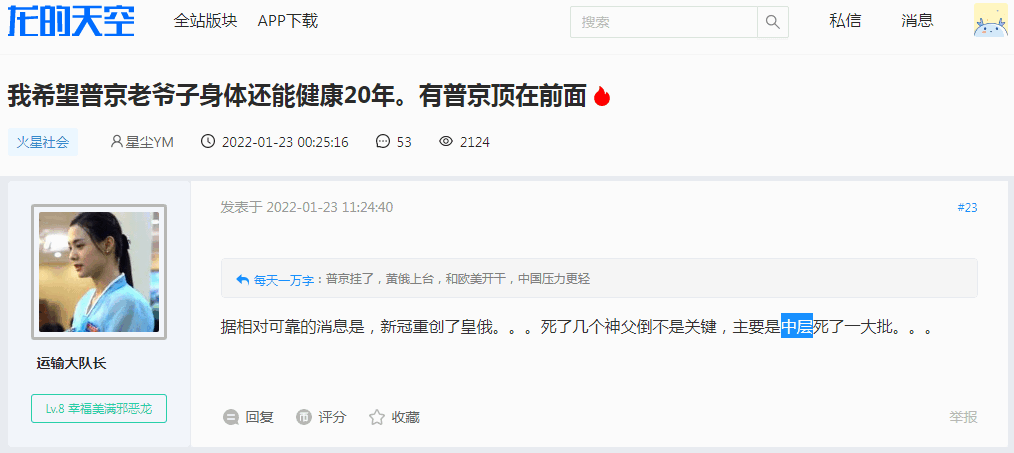 龙的天空 全站版块 APP下载 搜索 私信 消息
我希望普京老爷子身体还能健康20年。有普京顶在前面
火星社会 星尘YM 2022-01-23 00:25:16 53 2124
发表于 2022-01-23 11:24:40 #23
每天一万字：普京挂了，黄俄上台，和欧美开干，中国压力更轻
据相对可靠的消息是，新冠重创了皇俄。。。死了几个神父倒不是关键，主要是中层死了一大批。。。
运输大队长
Lv.8 幸福美满邪恶龙
回复 评分 收藏 举报